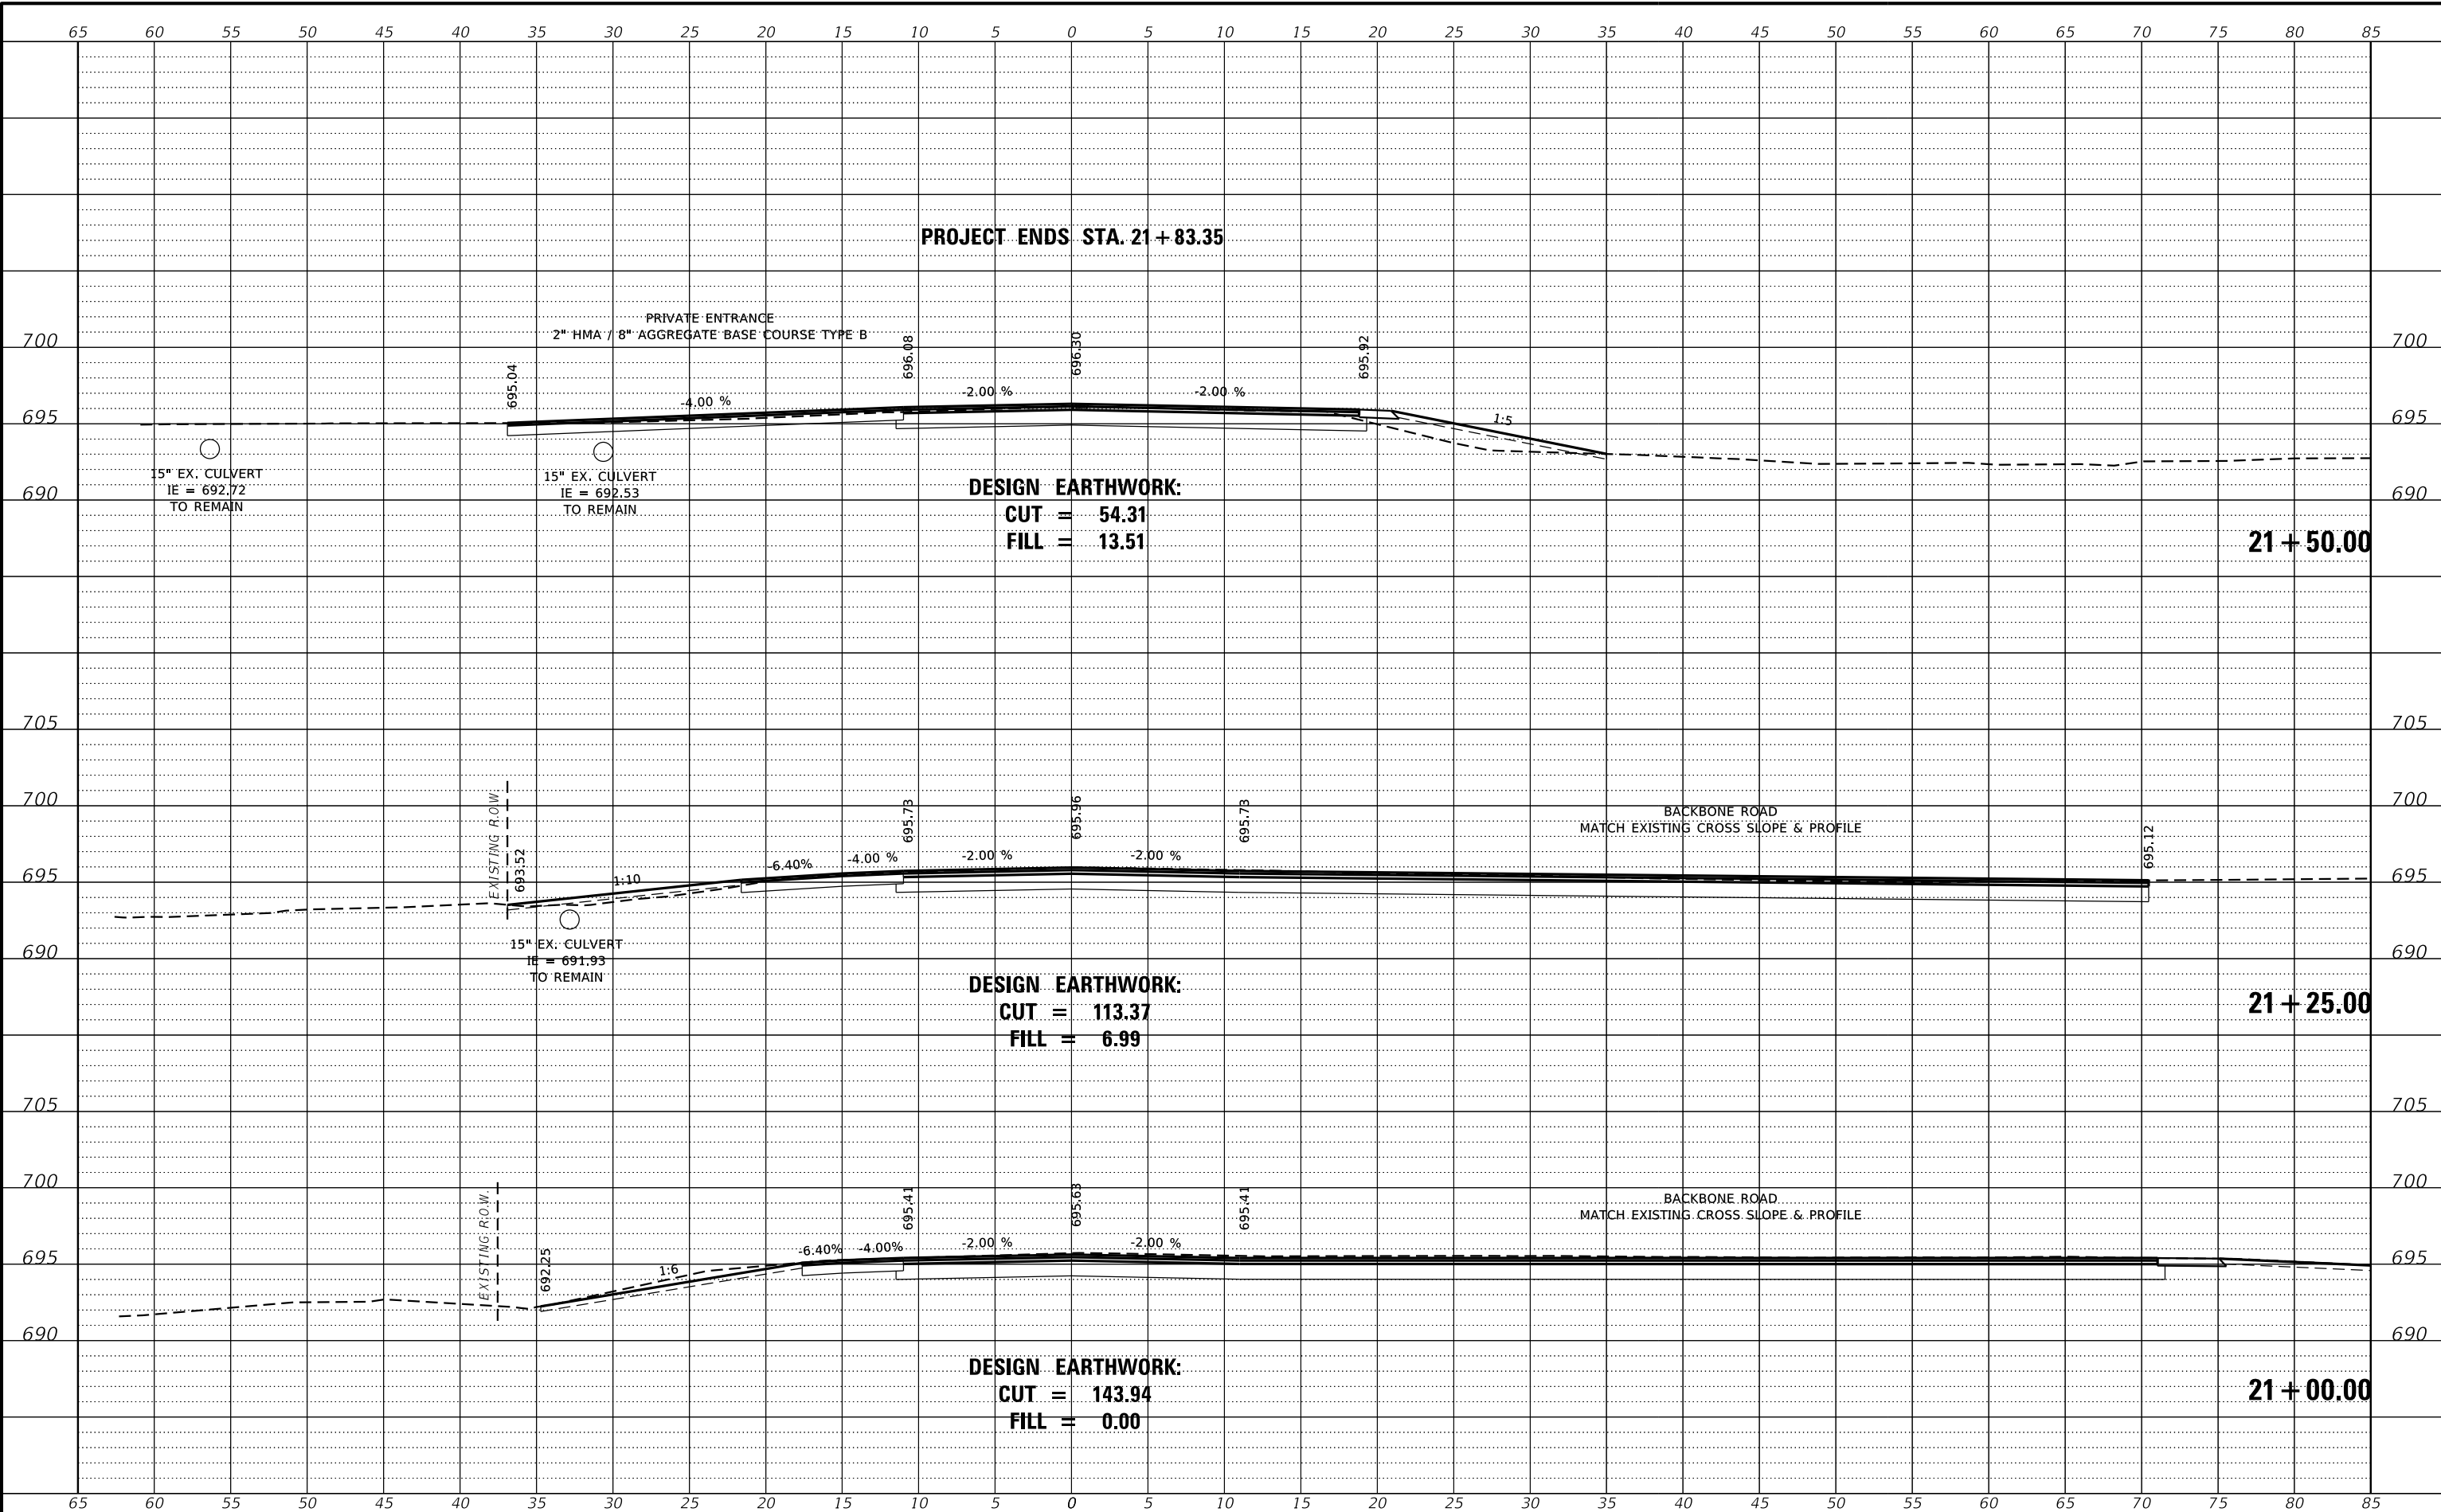 65 60 55 50 45 40 35 30 25 20 15 10 5 0 5 10 15 20 25 30 35 40 45 50 55 60 65 70 75 80 85
PROJECT ENDS STA. 21+83.35
PRIVATE ENTRANCE
2" HMA / 8" AGGREGATE BASE COURSE TYPE B
700 700
695.04 696.08 696.30 695.92
-4.00 % -2.00 % -2.00 %
695 1:5 695
15" EX. CULVERT
IE = 692.72
TO REMAIN
15" EX. CULVERT
IE = 692.53
TO REMAIN
690 690
DESIGN EARTHWORK:
CUT = 54.31
FILL = 13.51
21+50.00
705 705
700 700
EXISTING R.O.W.
693.52 695.73 695.96 695.73 695.12
BACKBONE ROAD
MATCH EXISTING CROSS SLOPE & PROFILE
1:10 -6.40% -4.00 % -2.00 % -2.00 %
695 695
15" EX. CULVERT
IE = 691.93
TO REMAIN
690 690
DESIGN EARTHWORK:
CUT = 113.37
FILL = 6.99
21+25.00
705 705
700 700
EXISTING R.O.W.
692.25 695.41 695.63 695.41
BACKBONE ROAD
MATCH EXISTING CROSS SLOPE & PROFILE
1:6 -6.40% -4.00% -2.00 % -2.00 %
695 695
690 690
DESIGN EARTHWORK:
CUT = 143.94
FILL = 0.00
21+00.00
65 60 55 50 45 40 35 30 25 20 15 10 5 0 5 10 15 20 25 30 35 40 45 50 55 60 65 70 75 80 85